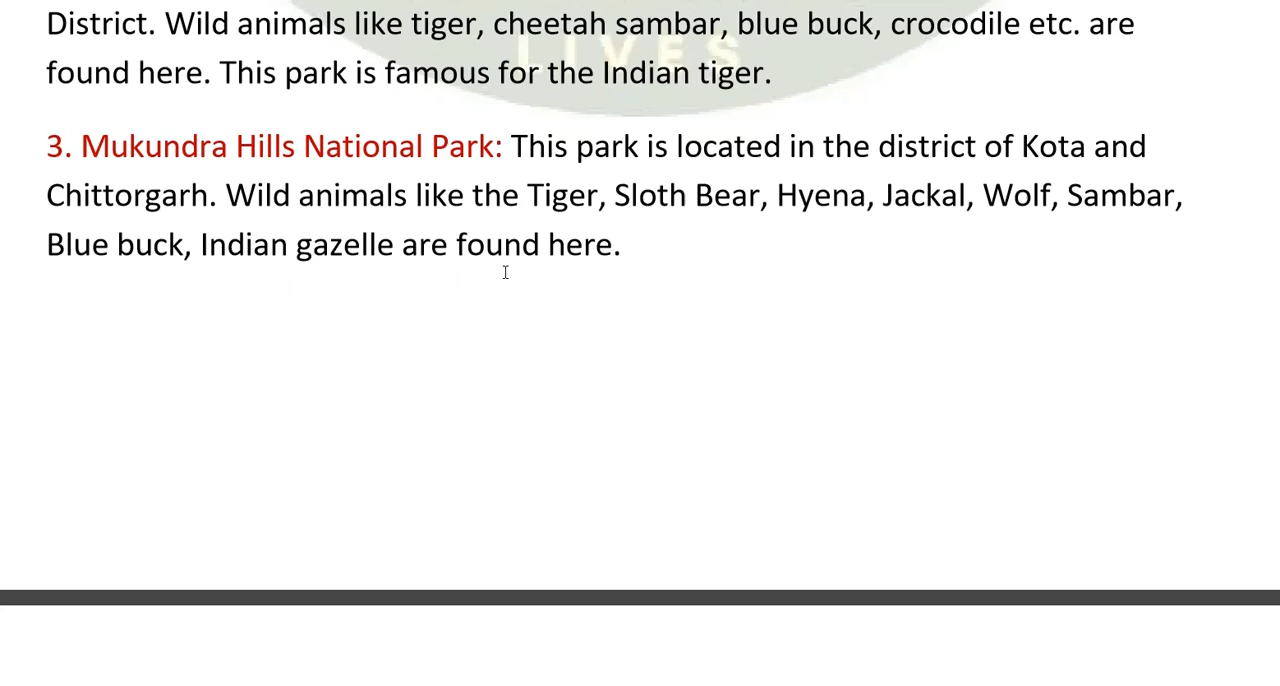 District. Wild animals like tiger, cheetah sambar, blue buck, crocodile etc. are
LIVES
found here. This park is famous for the Indian tiger.
3. Mukundra Hills National Park: This park is located in the district of Kota and
Chittorgarh. Wild animals like the Tiger, Sloth Bear, Hyena, Jackal, Wolf, Sambar,
Blue buck, Indian gazelle are found here.